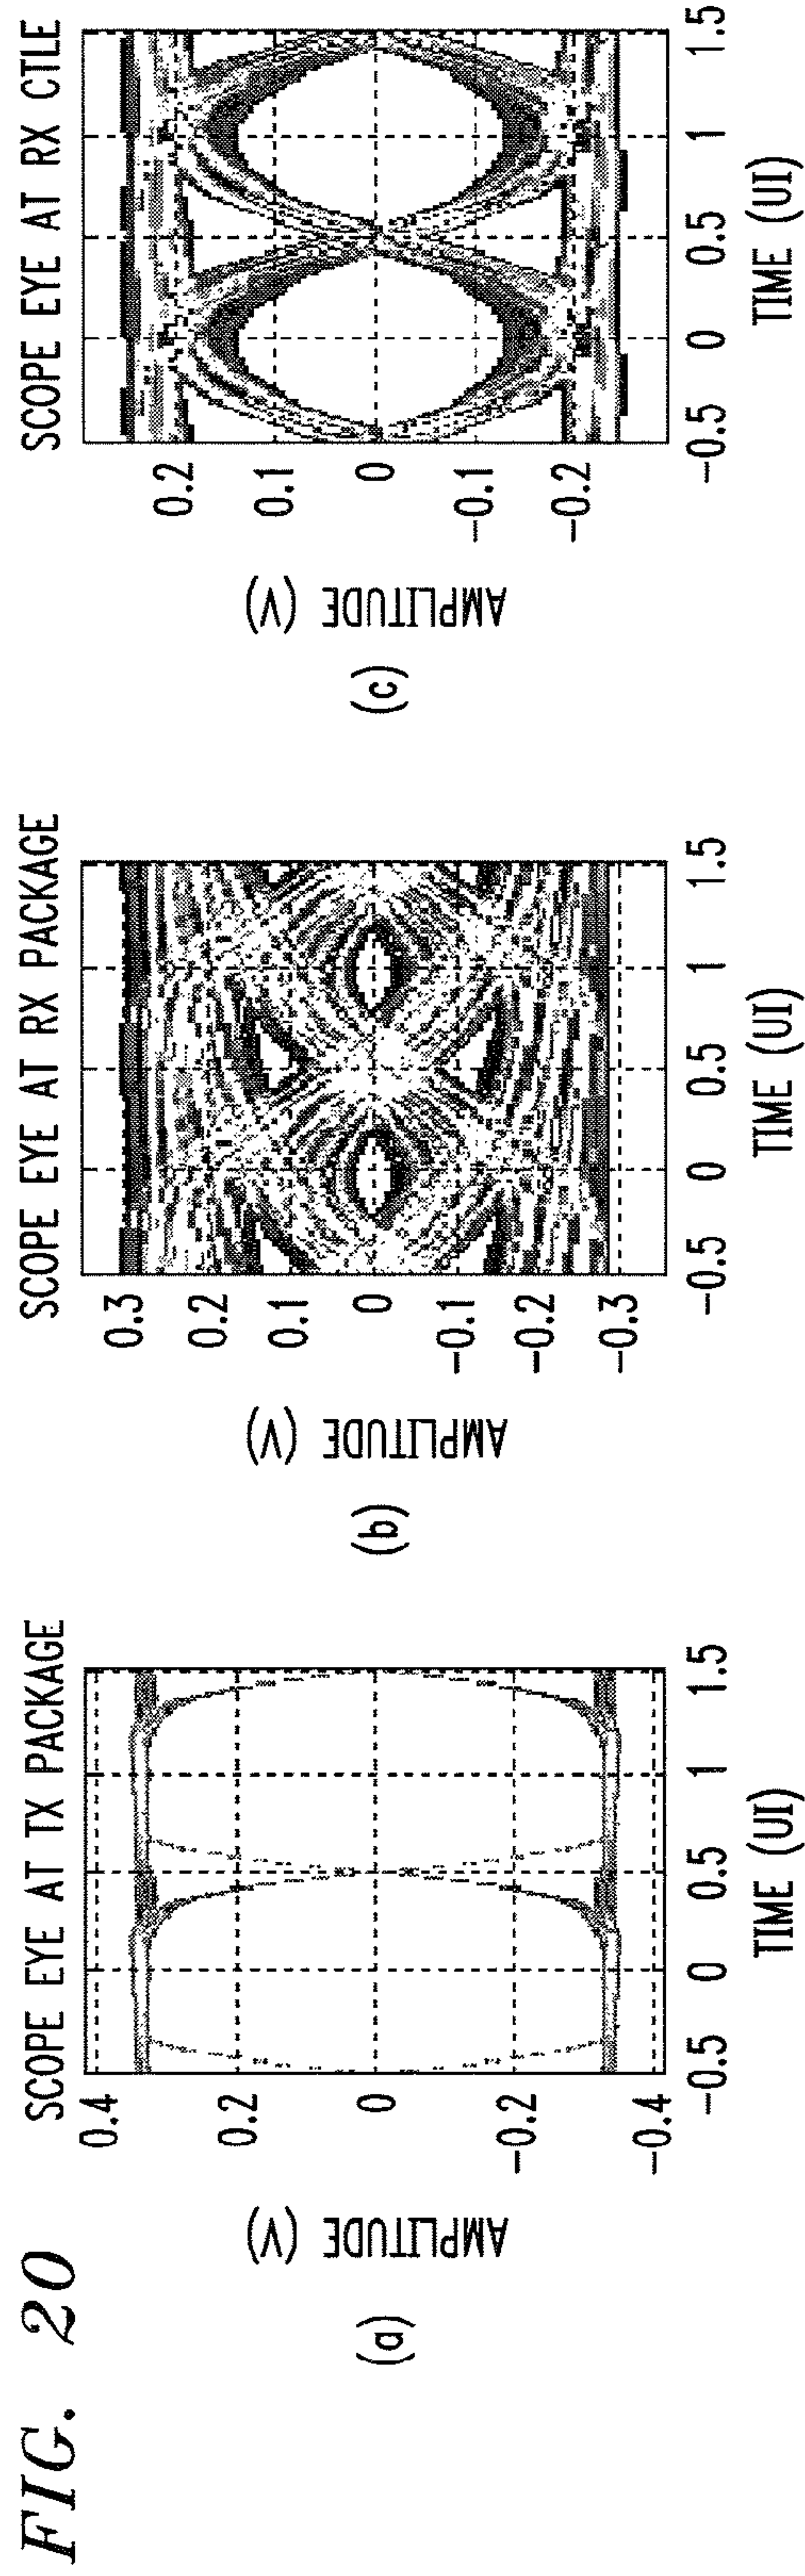 FIG. 20
(a)
SCOPE EYE AT TX PACKAGE
AMPLITUDE (V)
0.4
0.2
0
-0.2
-0.4
-0.5 0 0.5 1 1.5
TIME (UI)
(b)
SCOPE EYE AT RX PACKAGE
AMPLITUDE (V)
0.3
0.2
0.1
0
-0.1
-0.2
-0.3
-0.5 0 0.5 1 1.5
TIME (UI)
(c)
SCOPE EYE AT RX CTLE
AMPLITUDE (V)
0.2
0.1
0
-0.1
-0.2
-0.5 0 0.5 1 1.5
TIME (UI)